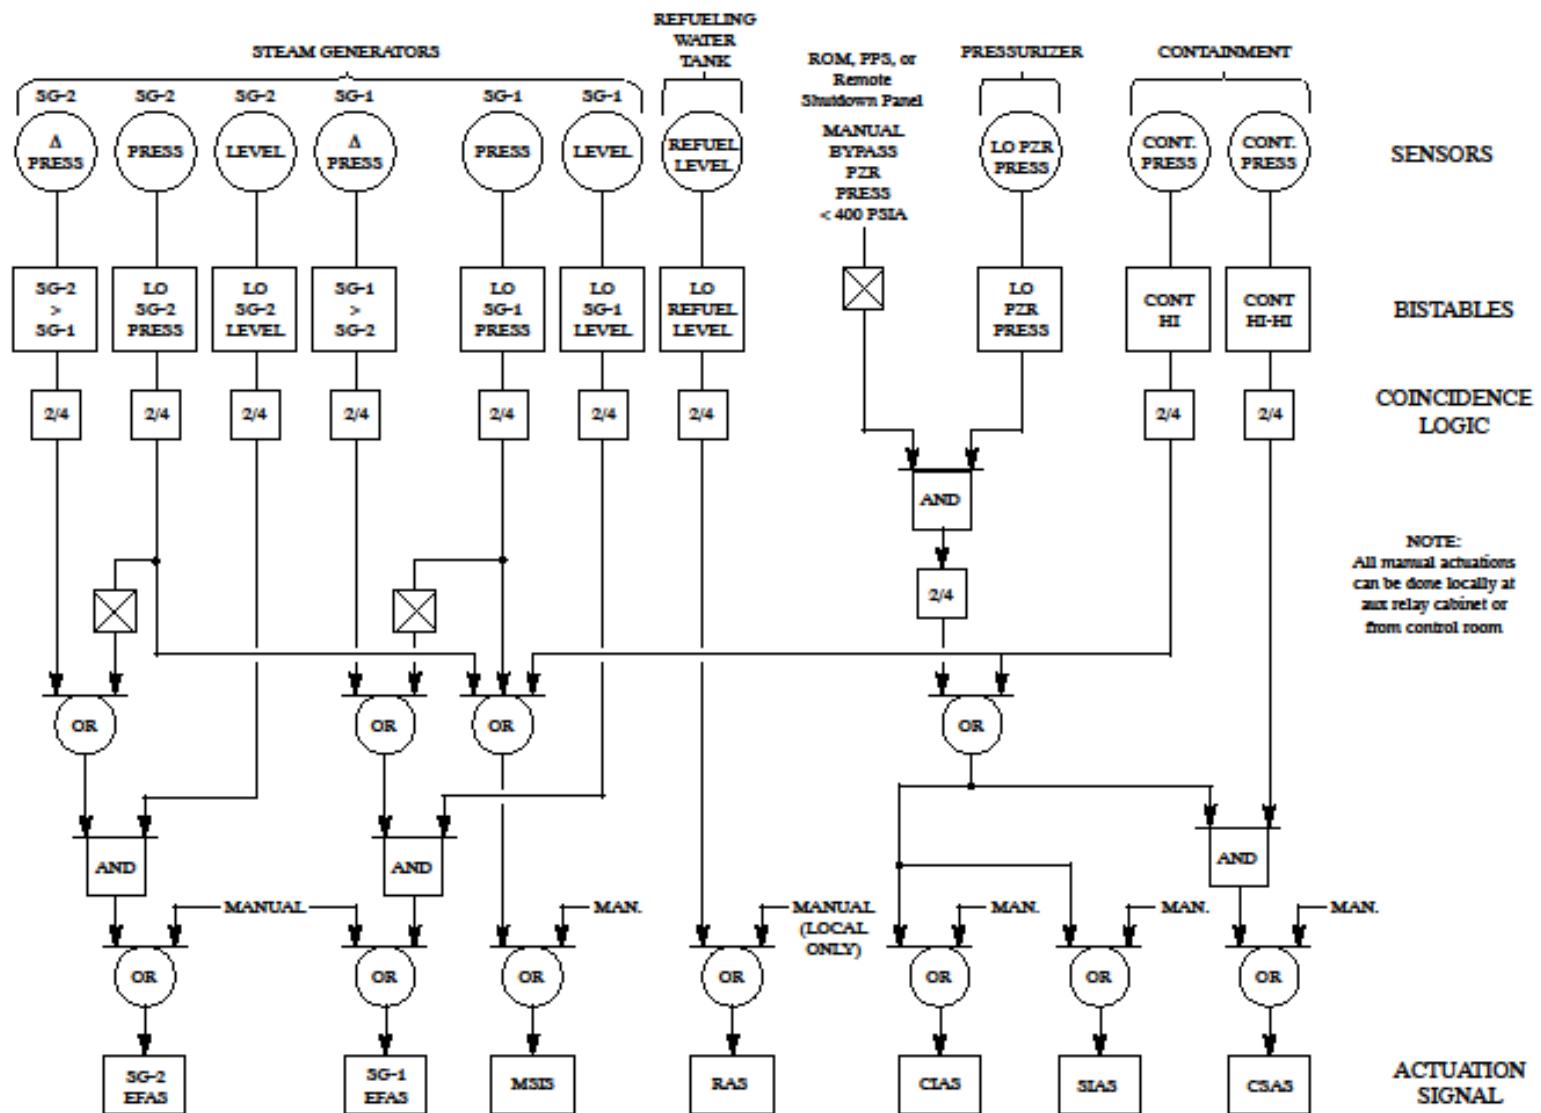 REFUELING
WATER
TANK
STEAM GENERATORS
ROM, PPS, or
Remote
Shutdown Panel
PRESSURIZER
CONTAINMENT
SG-2
SG-2
SG-2
SG-1
SG-1
SG-1
Δ
PRESS
PRESS
LEVEL
Δ
PRESS
PRESS
LEVEL
REFUEL
LEVEL
MANUAL
BYPASS
PZR
PRESS
< 400 PSIA
LO PZR
PRESS
CONT.
PRESS
CONT.
PRESS
SENSORS
SG-2
>
SG-1
LO
SG-2
PRESS
LO
SG-2
LEVEL
SG-1
>
SG-2
LO
SG-1
PRESS
LO
SG-1
LEVEL
LO
REFUEL
LEVEL
LO
PZR
PRESS
CONT
HI
CONT
HI-HI
BISTABLES
2/4
2/4
2/4
2/4
2/4
2/4
2/4
2/4
2/4
COINCIDENCE
LOGIC
AND
2/4
NOTE:
All manual actuations
can be done locally at
aux relay cabinet or
from control room
OR
OR
OR
OR
AND
AND
AND
MANUAL
MAN.
MANUAL
(LOCAL
ONLY)
MAN.
MAN.
MAN.
OR
OR
OR
OR
OR
OR
OR
SG-2
EFAS
SG-1
EFAS
MSIS
RAS
CIAS
SIAS
CSAS
ACTUATION
SIGNAL